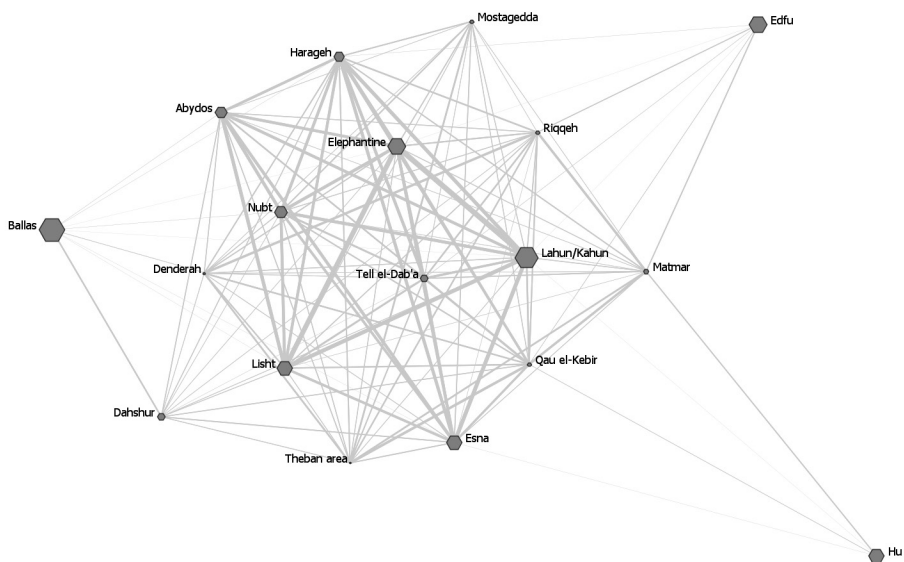 Mostagedda
Edfu
Harageh
Abydos
Riqqeh
Elephantine
Nubt
Ballas
Lahun/Kahun
Denderah
Tell el-Dab'a
Matmar
Lisht
Qau el-Kebir
Dahshur
Esna
Theban area
Hu